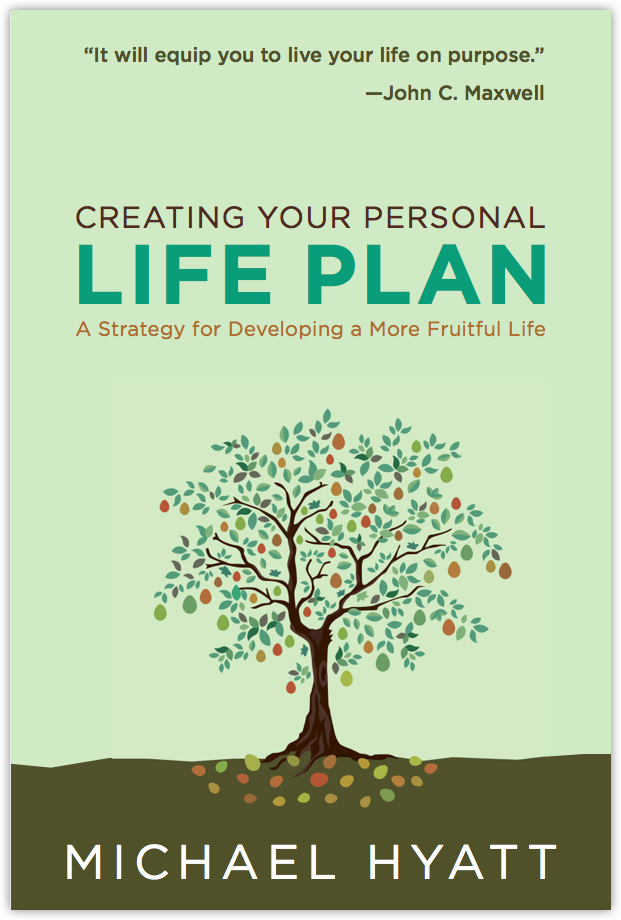 “It will equip you to live your life on purpose.”
—John C. Maxwell
CREATING YOUR PERSONAL
LIFE PLAN
A Strategy for Developing a More Fruitful Life
MICHAEL HYATT